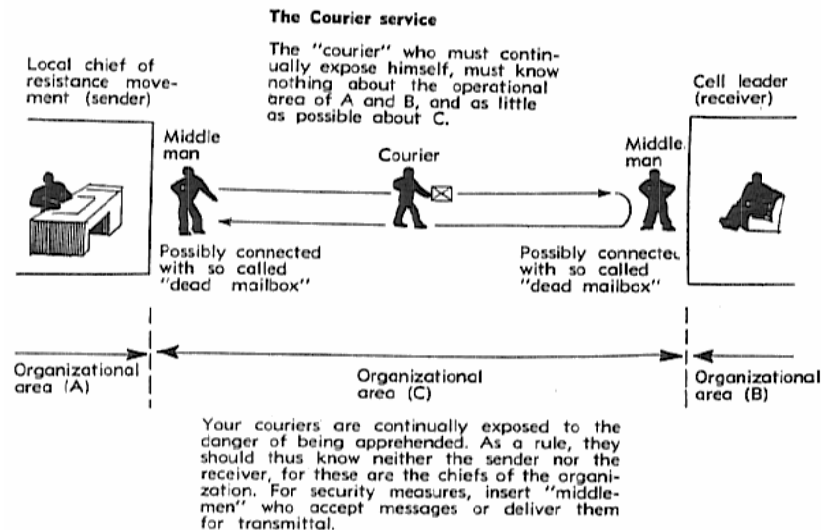 The Courier service
The "courier" who must contin-
ually expose himself, must know
nothing about the operational
area of A and B, and as little
as possible about C.
Local chief of
resistance move-
ment (sender)
Cell leader
(receiver)
Middle
man
Courier
Middle.
man
Possibly connected
with so called
"dead mailbox"
Possibly connected
with so called
"dead mailbox"
Organizational
area (A)
Organizational
area (C)
Organizational
area (B)
Your couriers are continually exposed to the
danger of being apprehended. As a rule, they
should thus know neither the sender nor the
receiver, for these are the chiefs of the organi-
zation. For security measures, insert "middle-
men" who accept messages or deliver them
for transmittal.